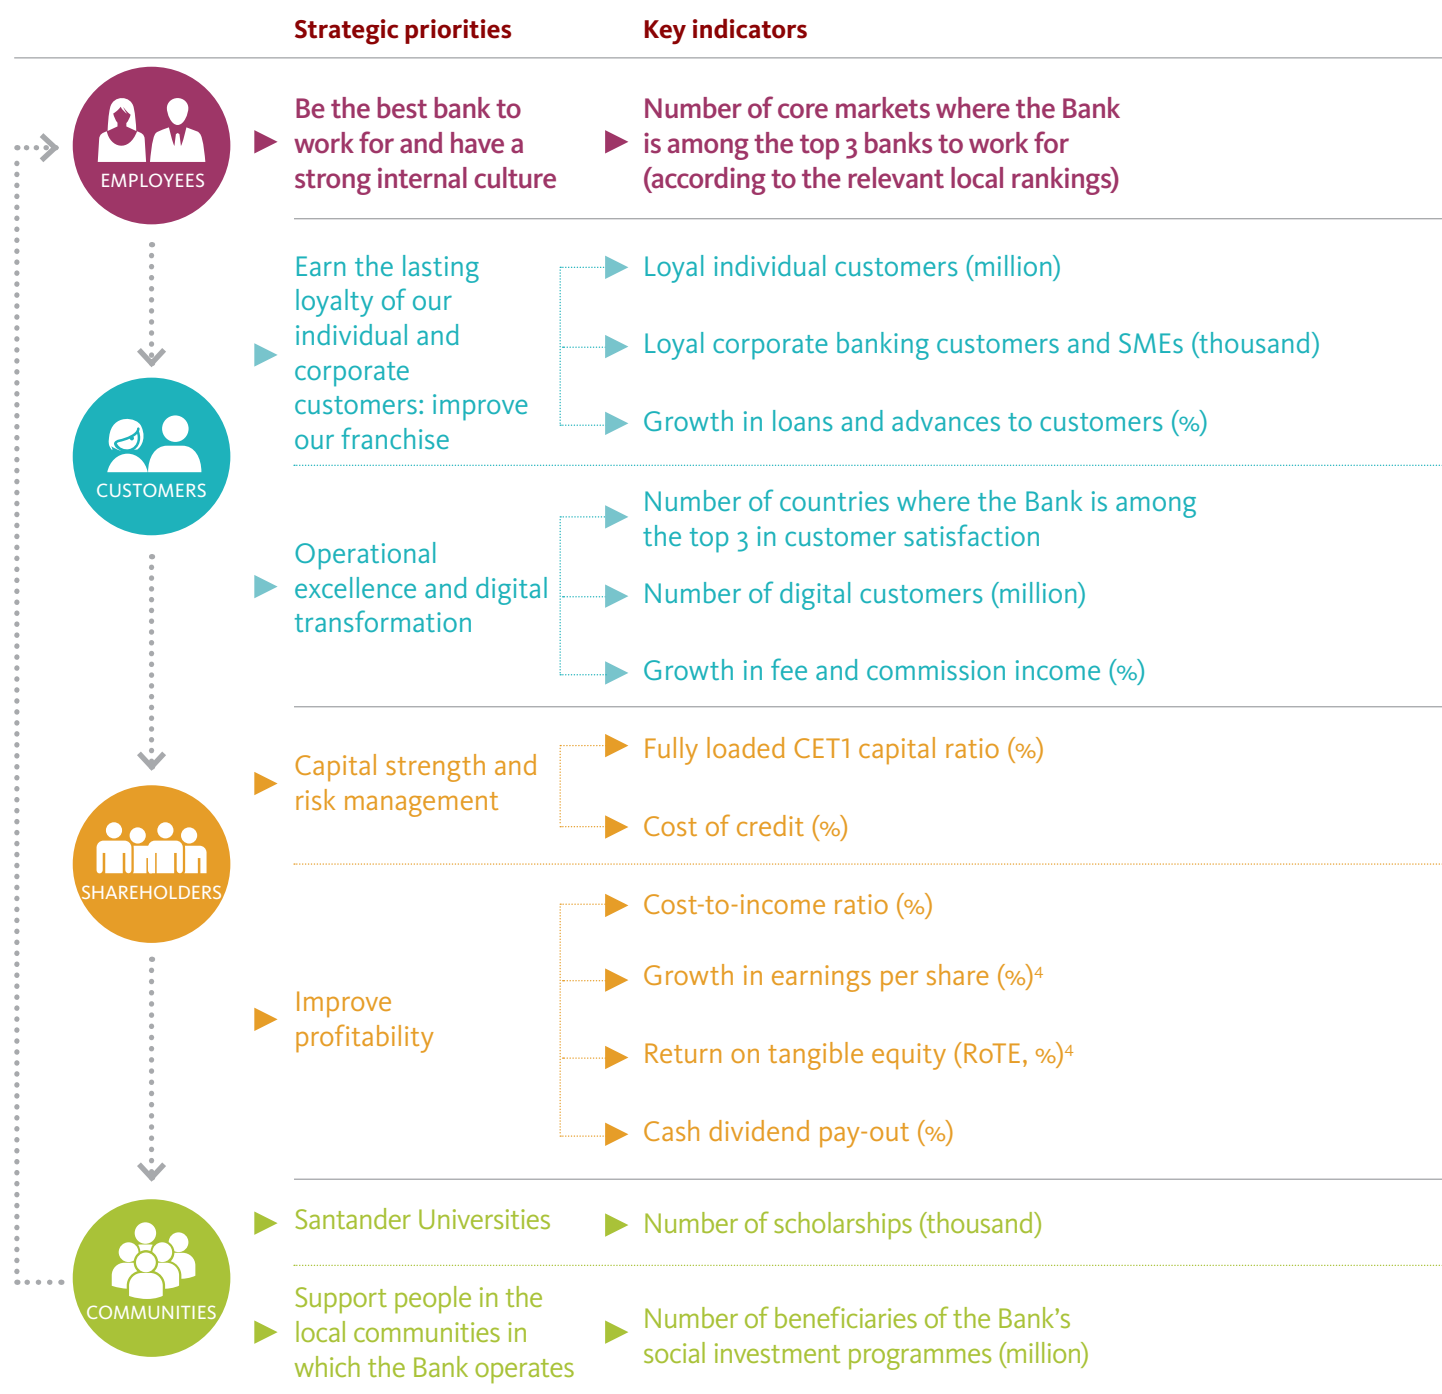 Strategic priorities
Key indicators
EMPLOYEES
Be the best bank to
work for and have a
strong internal culture
Number of core markets where the Bank
is among the top 3 banks to work for
(according to the relevant local rankings)
CUSTOMERS
Earn the lasting
loyalty of our
individual and
corporate
customers: improve
our franchise
Loyal individual customers (million)
Loyal corporate banking customers and SMEs (thousand)
Growth in loans and advances to customers (%)
Operational
excellence and digital
transformation
Number of countries where the Bank is among
the top 3 in customer satisfaction
Number of digital customers (million)
Growth in fee and commission income (%)
SHAREHOLDERS
Capital strength and
risk management
Fully loaded CET1 capital ratio (%)
Cost of credit (%)
Improve
profitability
Cost-to-income ratio (%)
Growth in earnings per share (%)⁴
Return on tangible equity (RoTE, %)⁴
Cash dividend pay-out (%)
COMMUNITIES
Santander Universities
Number of scholarships (thousand)
Support people in the
local communities in
which the Bank operates
Number of beneficiaries of the Bank’s
social investment programmes (million)